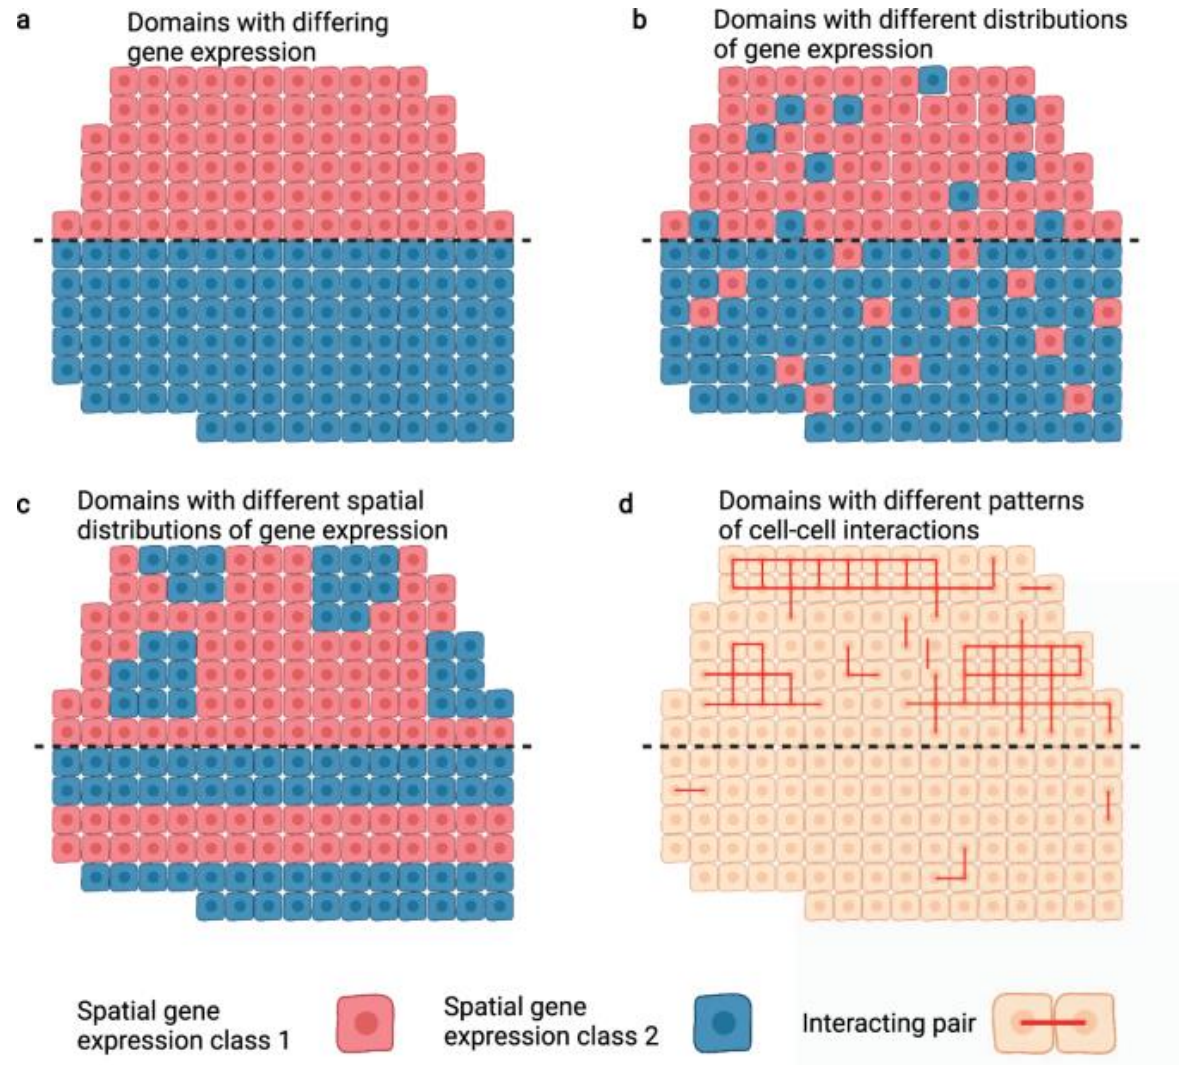 a
Domains with differing
gene expression
b
Domains with different distributions
of gene expression
c
Domains with different spatial
distributions of gene expression
d
Domains with different patterns
of cell-cell interactions
Spatial gene
expression class 1
Spatial gene
expression class 2
Interacting pair